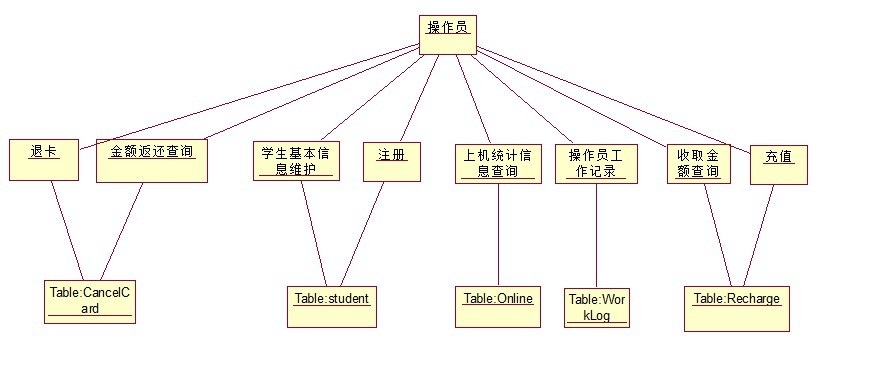 操作员
退卡
金额返还查询
学生基本信
息维护
注册
上机统计信
息查询
操作员工
作记录
收取金
额查询
充值
Table:CancelC
ard
Table:student
Table:Online
Table:Wor
kLog
Table:Recharge